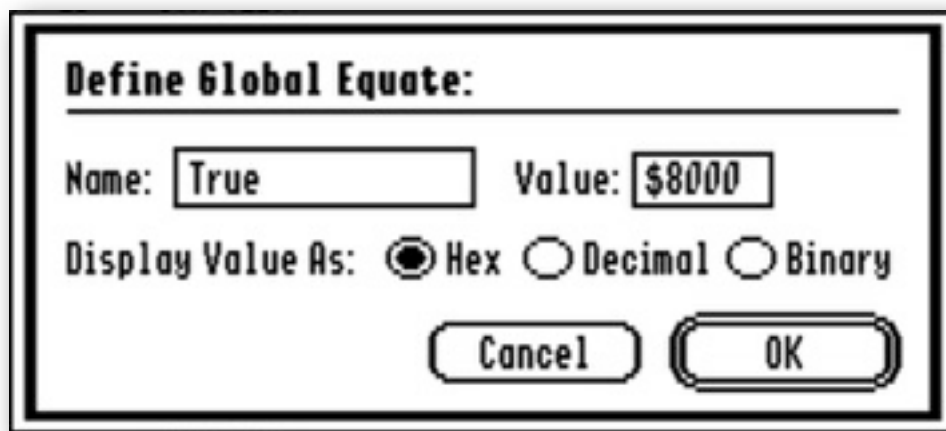 Define Global Equate:
Name: True Value: $8000
Display Value As: Hex Decimal Binary
Cancel OK